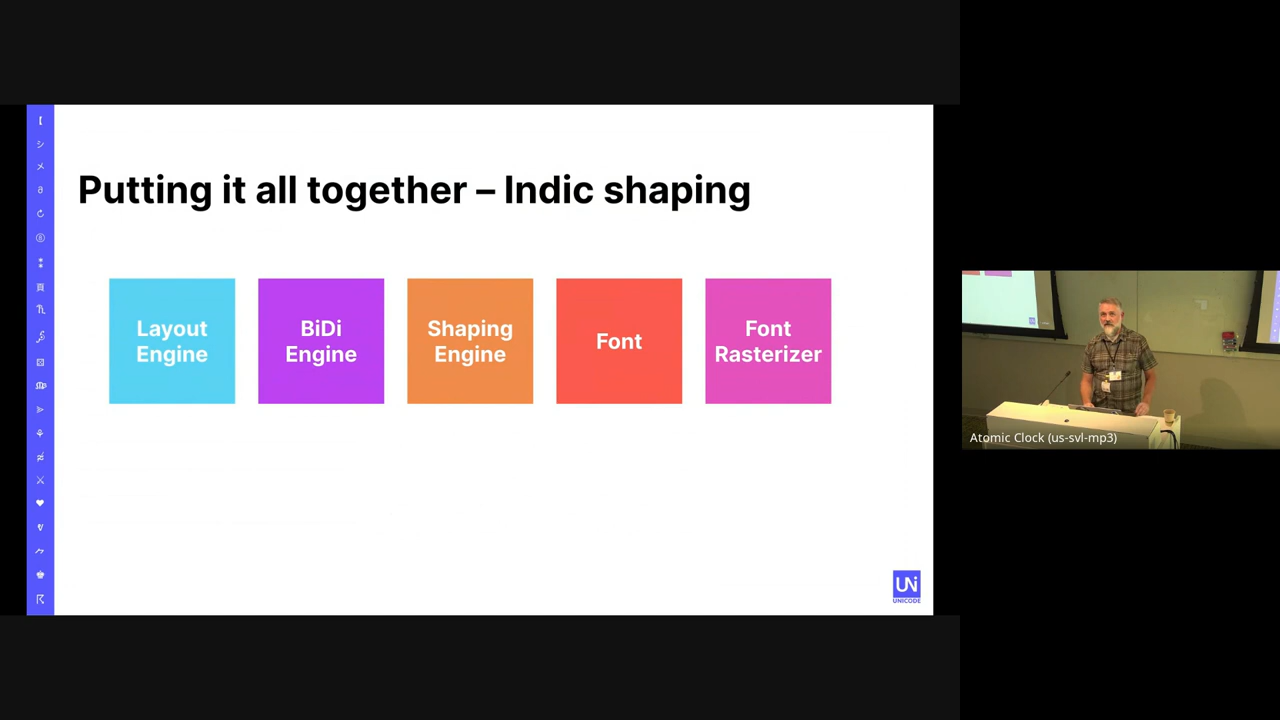 Putting it all together – Indic shaping
Layout
Engine
BiDi
Engine
Shaping
Engine
Font
Font
Rasterizer
UNi
UNICODE
Atomic Clock (us-svl-mp3)